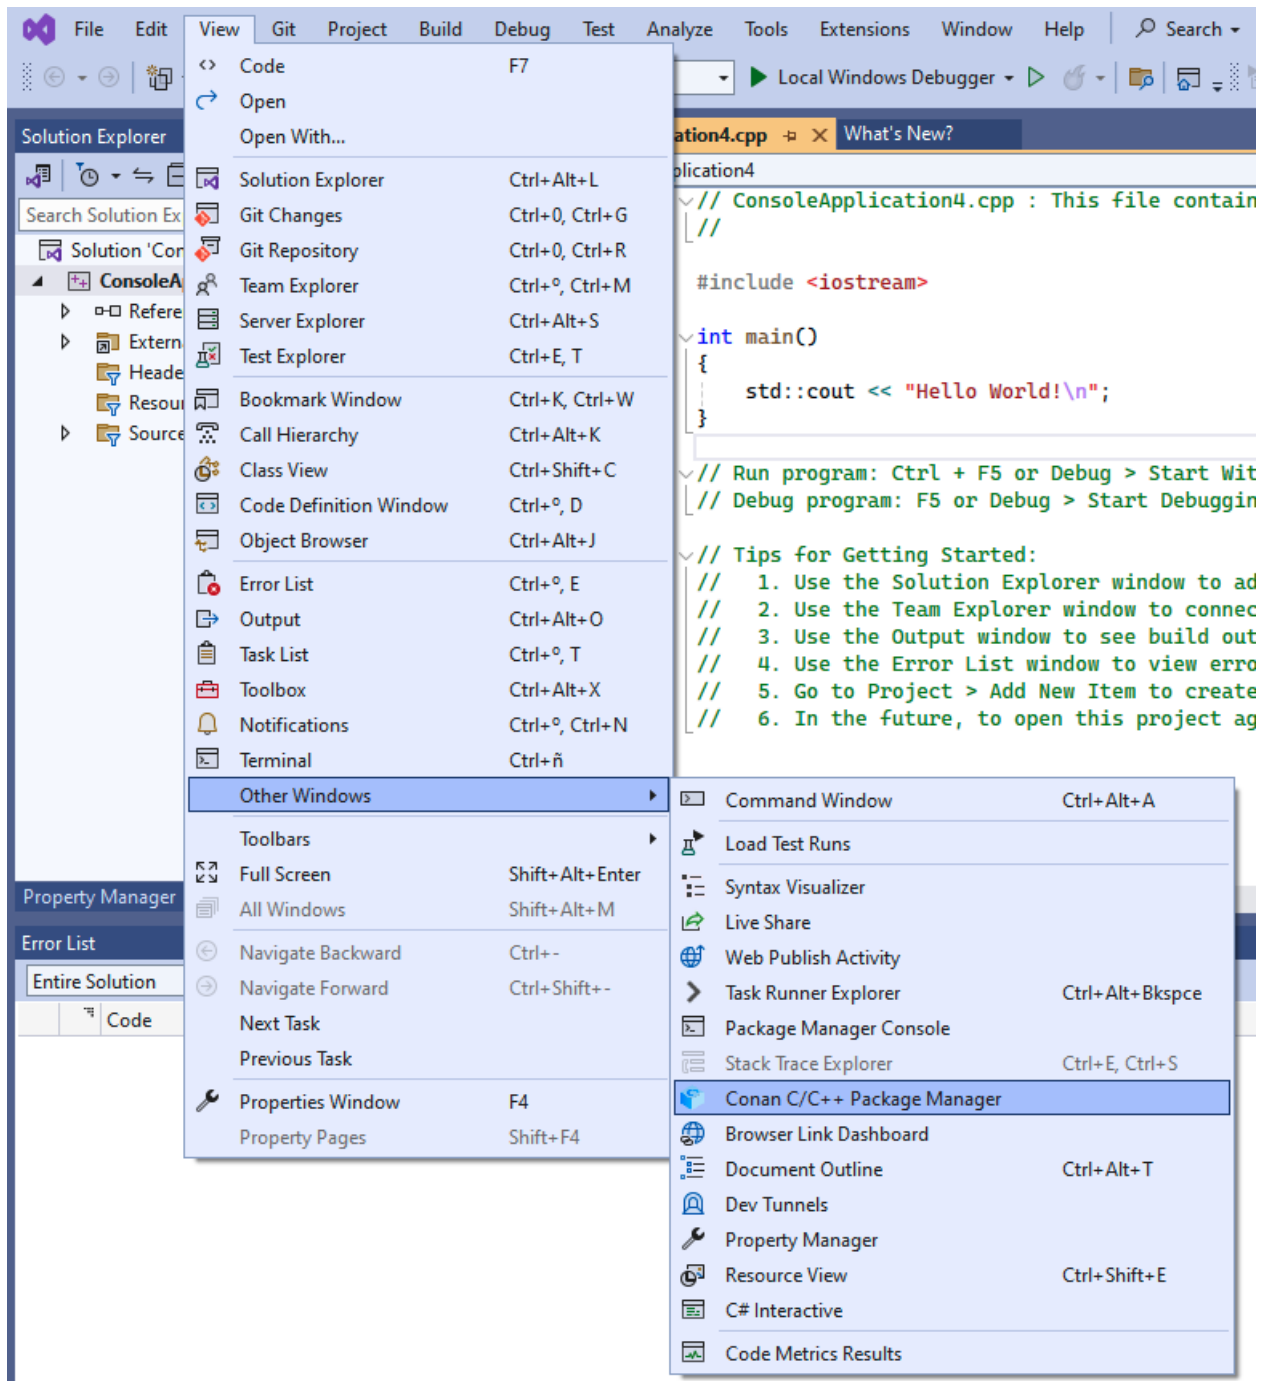 File Edit View Git Project Build Debug Test Analyze Tools Extensions Window Help Search
Local Windows Debugger
Solution Explorer
Search Solution Ex
Solution 'Con
ConsoleAp
Refere
Extern
Heade
Resour
Source
Property Manager
Error List
Entire Solution
Code
Code F7
Open
Open With...
Solution Explorer Ctrl+Alt+L
Git Changes Ctrl+0, Ctrl+G
Git Repository Ctrl+0, Ctrl+R
Team Explorer Ctrl+º, Ctrl+M
Server Explorer Ctrl+Alt+S
Test Explorer Ctrl+E, T
Bookmark Window Ctrl+K, Ctrl+W
Call Hierarchy Ctrl+Alt+K
Class View Ctrl+Shift+C
Code Definition Window Ctrl+º, D
Object Browser Ctrl+Alt+J
Error List Ctrl+º, E
Output Ctrl+Alt+O
Task List Ctrl+º, T
Toolbox Ctrl+Alt+X
Notifications Ctrl+º, Ctrl+N
Terminal Ctrl+ñ
Other Windows
Toolbars
Full Screen Shift+Alt+Enter
All Windows Shift+Alt+M
Navigate Backward Ctrl+-
Navigate Forward Ctrl+Shift+-
Next Task
Previous Task
Properties Window F4
Property Pages Shift+F4
ation4.cpp What's New?
plication4
// ConsoleApplication4.cpp : This file contain
//
#include <iostream>
int main()
{
std::cout << "Hello World!\n";
}
// Run program: Ctrl + F5 or Debug > Start Wit
// Debug program: F5 or Debug > Start Debuggin
// Tips for Getting Started:
// 1. Use the Solution Explorer window to ad
// 2. Use the Team Explorer window to connec
// 3. Use the Output window to see build out
// 4. Use the Error List window to view erro
// 5. Go to Project > Add New Item to create
// 6. In the future, to open this project ag
Command Window Ctrl+Alt+A
Load Test Runs
Syntax Visualizer
Live Share
Web Publish Activity
Task Runner Explorer Ctrl+Alt+Bkspce
Package Manager Console
Stack Trace Explorer Ctrl+E, Ctrl+S
Conan C/C++ Package Manager
Browser Link Dashboard
Document Outline Ctrl+Alt+T
Dev Tunnels
Property Manager
Resource View Ctrl+Shift+E
C# Interactive
Code Metrics Results